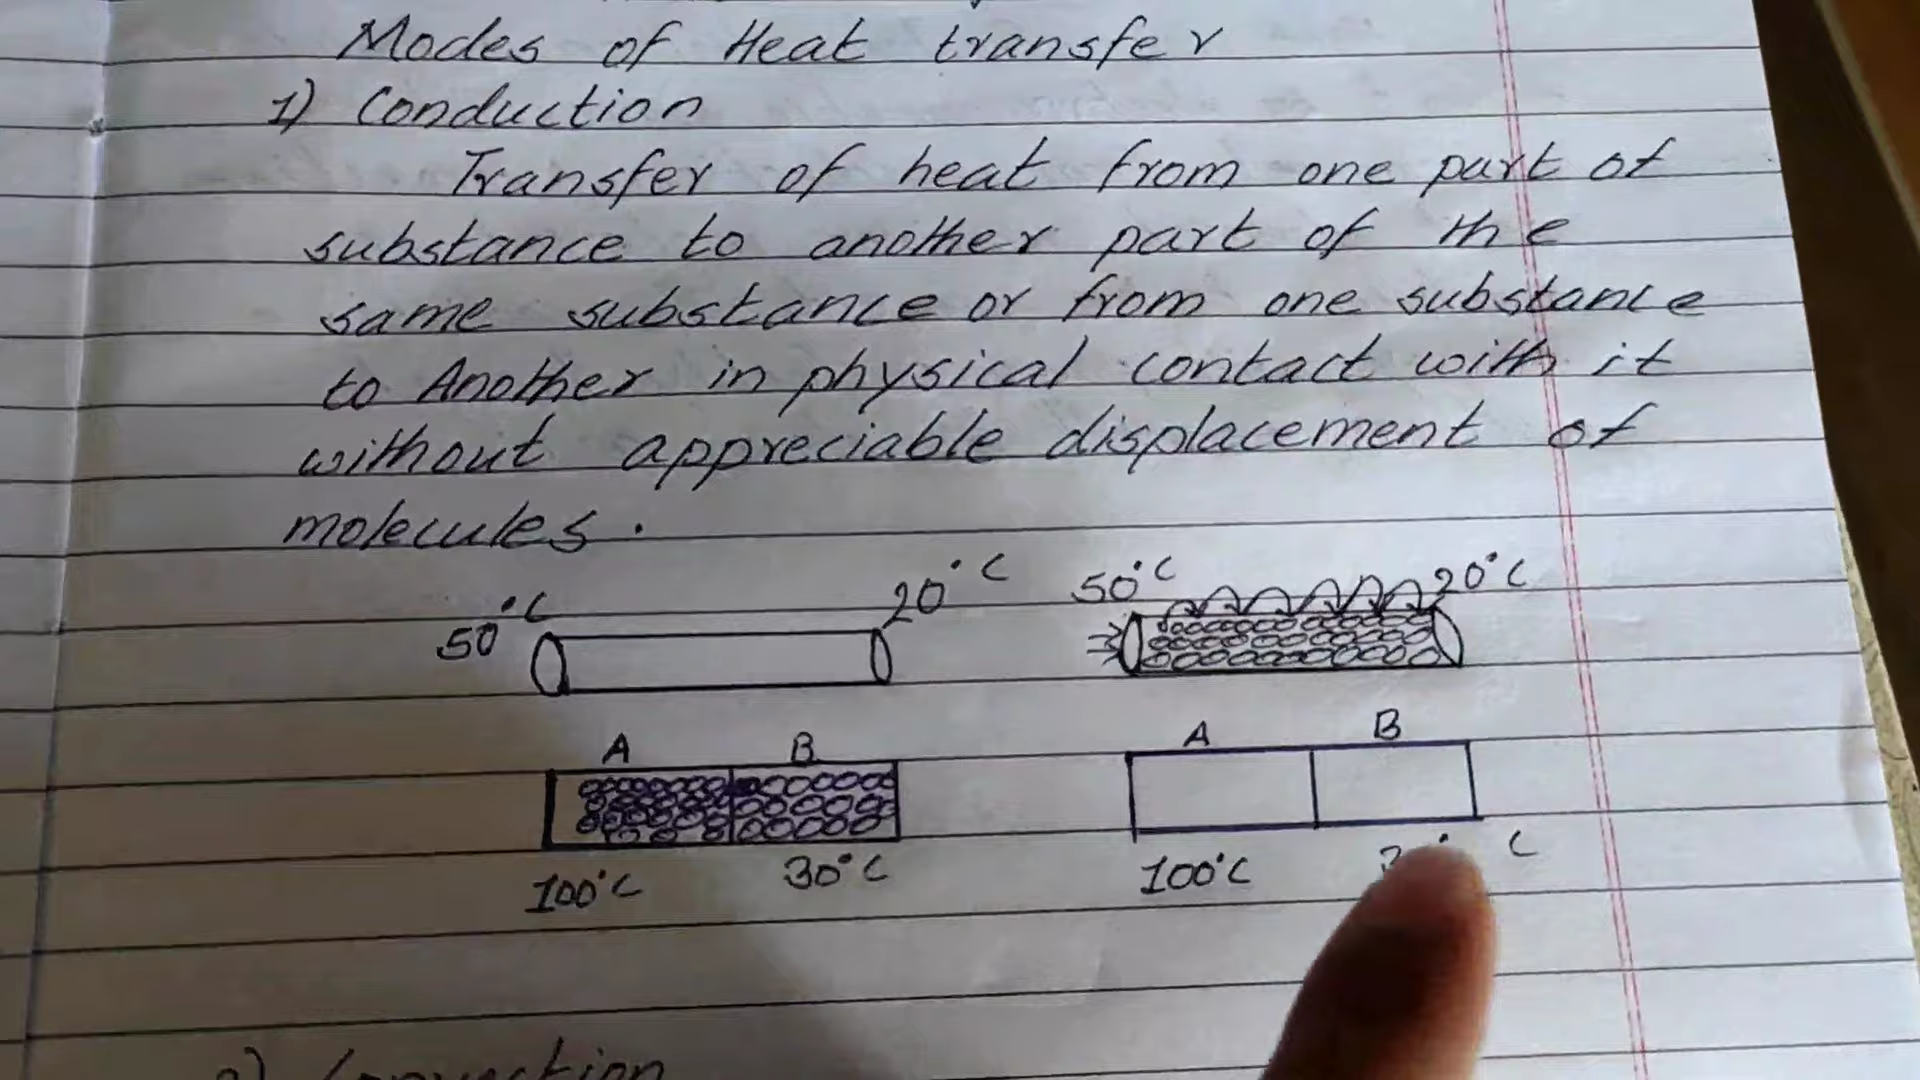 Modes of Heat transfer
1) Conduction
Transfer of heat from one part of
substance to another part of the
same substance or from one substance
to Another in physical contact with it
without appreciable displacement of
molecules.
50°C 20°C 50°C 20°C
A B A B
100°C 30°C 100°C
2) Convection